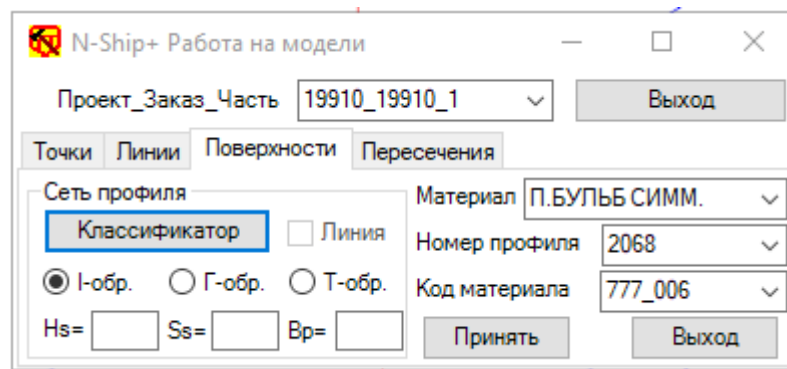 N-Ship+ Работа на модели
Проект_Заказ_Часть 19910_19910_1 Выход
Точки Линии Поверхности Пересечения
Сеть профиля Материал П.БУЛЬБ СИММ.
Классификатор Линия Номер профиля 2068
I-обр. Г-обр. Т-обр. Код материала 777_006
Hs= Ss= Bp= Принять Выход